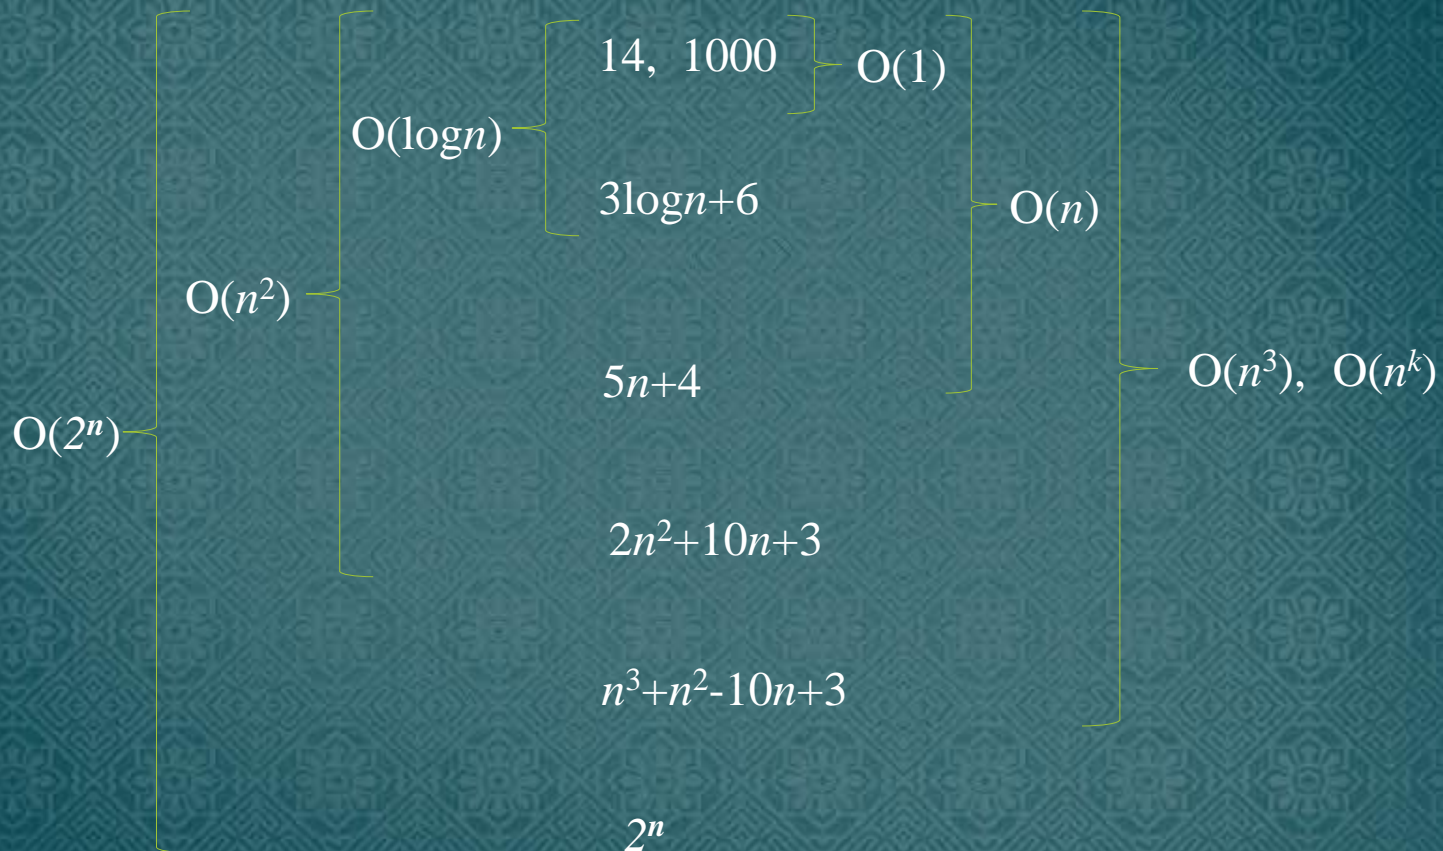 14, 1000
O(1)
O(logn)
3logn+6
O(n)
O(n²)
O(n³), O(nᵏ)
5n+4
O(2ⁿ)
2n²+10n+3
n³+n²-10n+3
2ⁿ